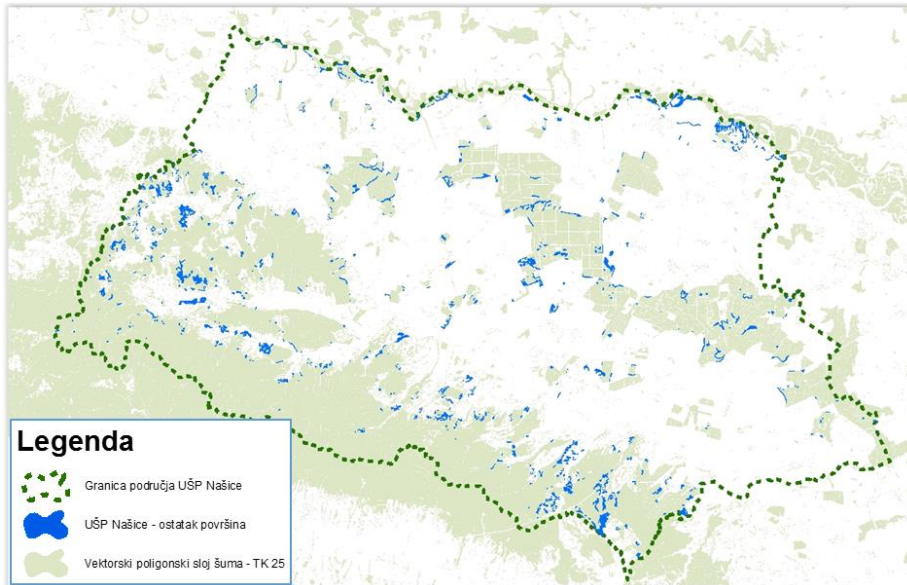 Legenda
Granica područja UŠP Našice
UŠP Našice - ostatak površina
Vektorski poligonski sloj šuma - TK 25